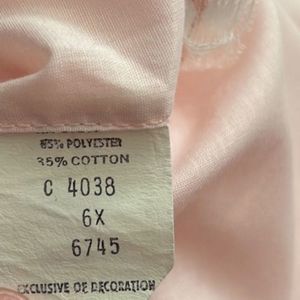 65% POLYESTER
35% COTTON
C 4038
6X
6745
EXCLUSIVE OF DECORATION